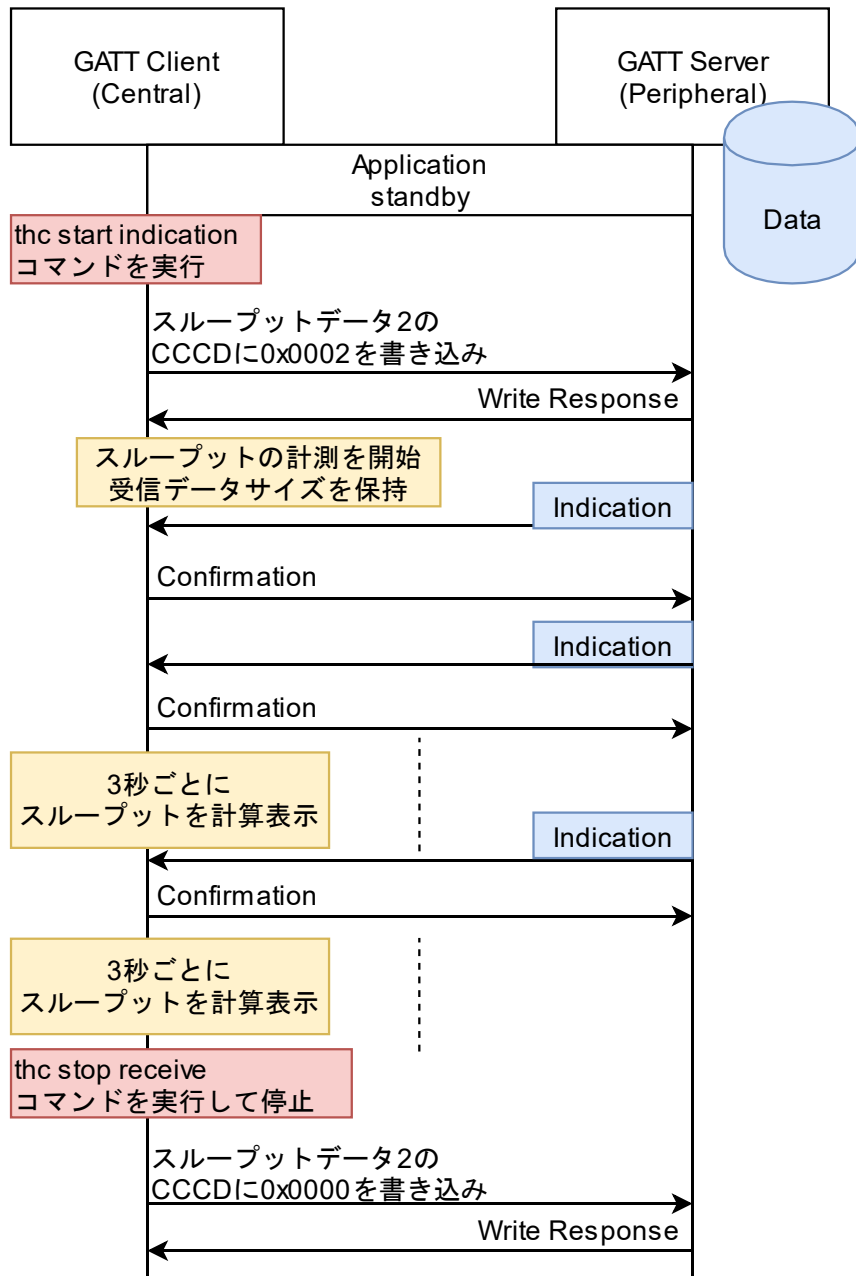 GATT Client
(Central)
GATT Server
(Peripheral)
Application
standby
Data
thc start indication
コマンドを実行
スループットデータ2の
CCCDに0x0002を書き込み
Write Response
スループットの計測を開始
受信データサイズを保持
Indication
Confirmation
Indication
Confirmation
3秒ごとに
スループットを計算表示
Indication
Confirmation
3秒ごとに
スループットを計算表示
thc stop receive
コマンドを実行して停止
スループットデータ2の
CCCDに0x0000を書き込み
Write Response